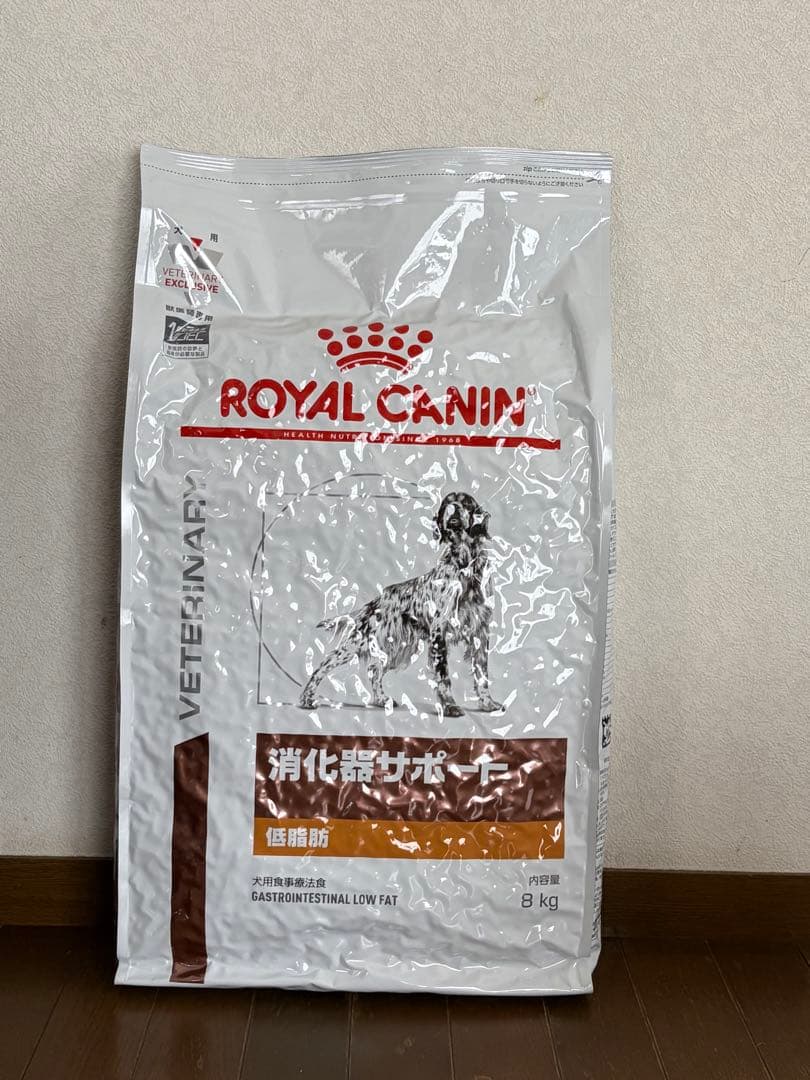 犬 用
VETERINARY
EXCLUSIVE
獣医師専用
ROYAL CANIN
HEALTH NUTRITION SINCE 1968
VETERINARY
消化器サポート
低脂肪
犬用食事療法食
GASTROINTESTINAL LOW FAT
内容量
8 kg